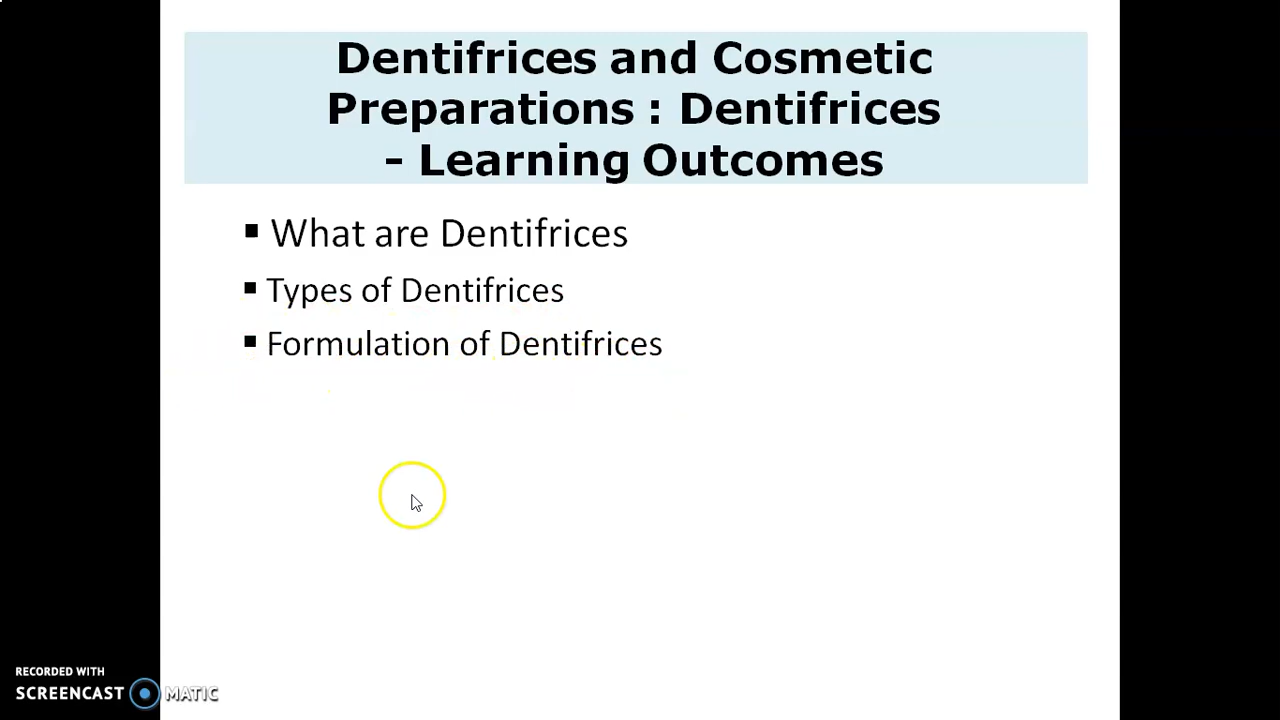 Dentifrices and Cosmetic
Preparations : Dentifrices
- Learning Outcomes
▪ What are Dentifrices
▪ Types of Dentifrices
▪ Formulation of Dentifrices
RECORDED WITH
SCREENCAST MATIC